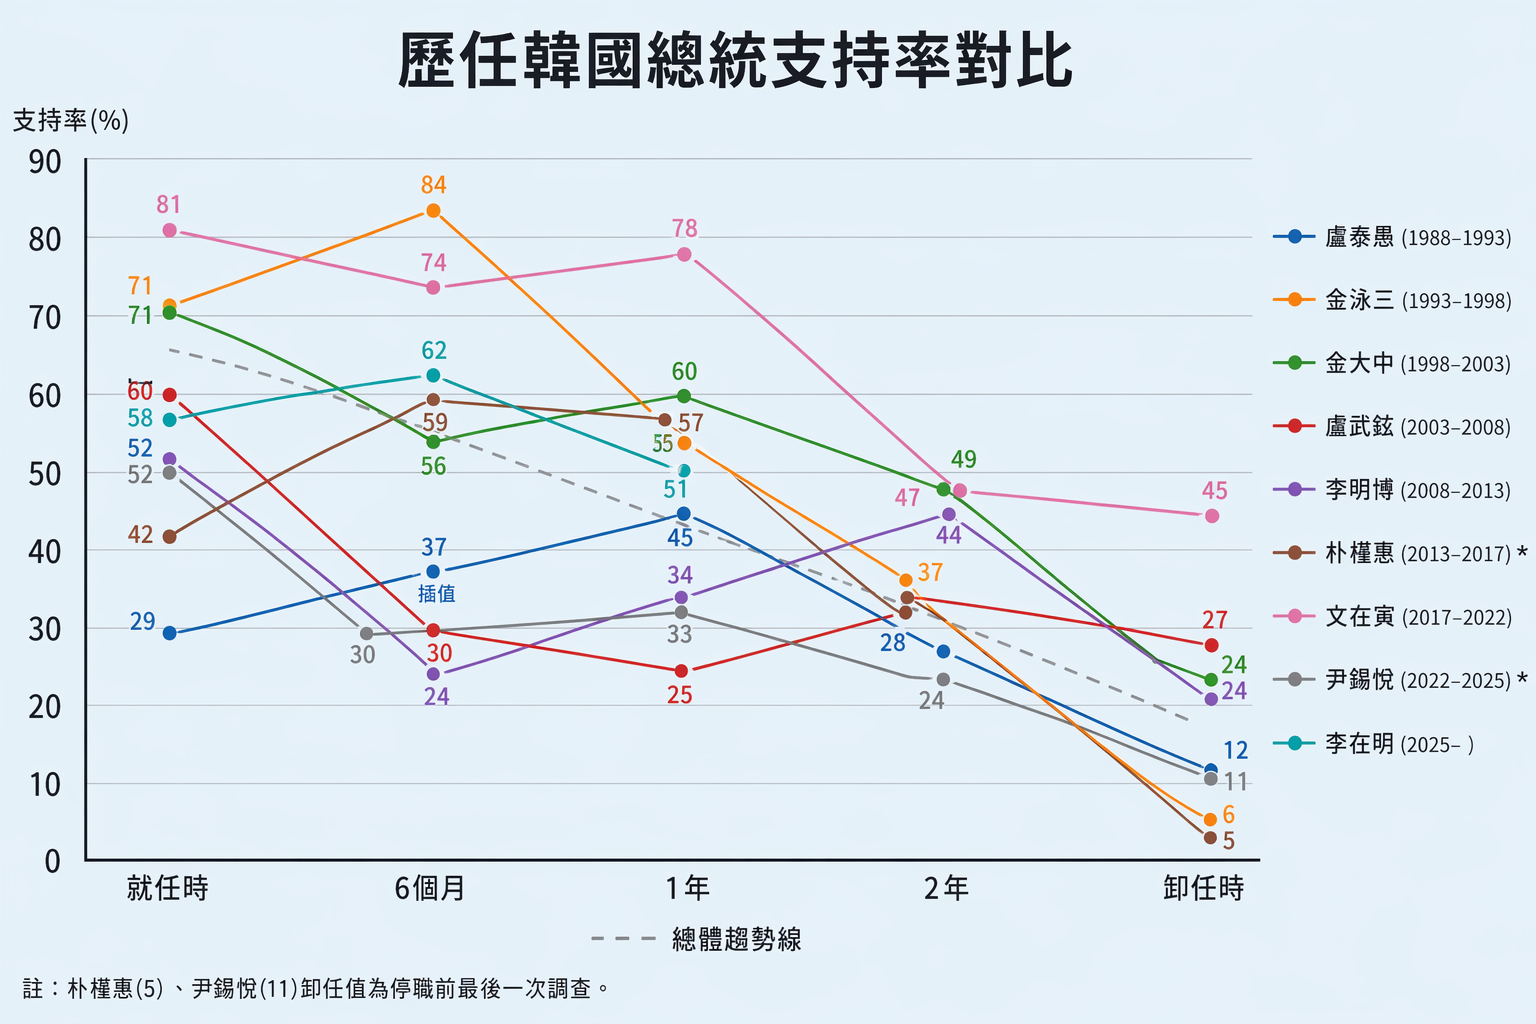 歷任韓國總統支持率對比
支持率(%)
90
80
70
60
50
40
30
20
10
0
81
71
71
60
58
52
52
42
29
84
74
62
59
56
37
插值
30
30
24
78
60
57
51
45
34
33
25
49
47
44
37
28
24
45
27
24
24
12
11
6
5
就任時
6個月
1年
2年
卸任時
盧泰愚 (1988–1993)
金泳三 (1993–1998)
金大中 (1998–2003)
盧武鉉 (2003–2008)
李明博 (2008–2013)
朴槿惠 (2013–2017) *
文在寅 (2017–2022)
尹錫悅 (2022–2025) *
李在明 (2025– )
總體趨勢線
註：朴槿惠(5)、尹錫悅(11)卸任值為停職前最後一次調查。